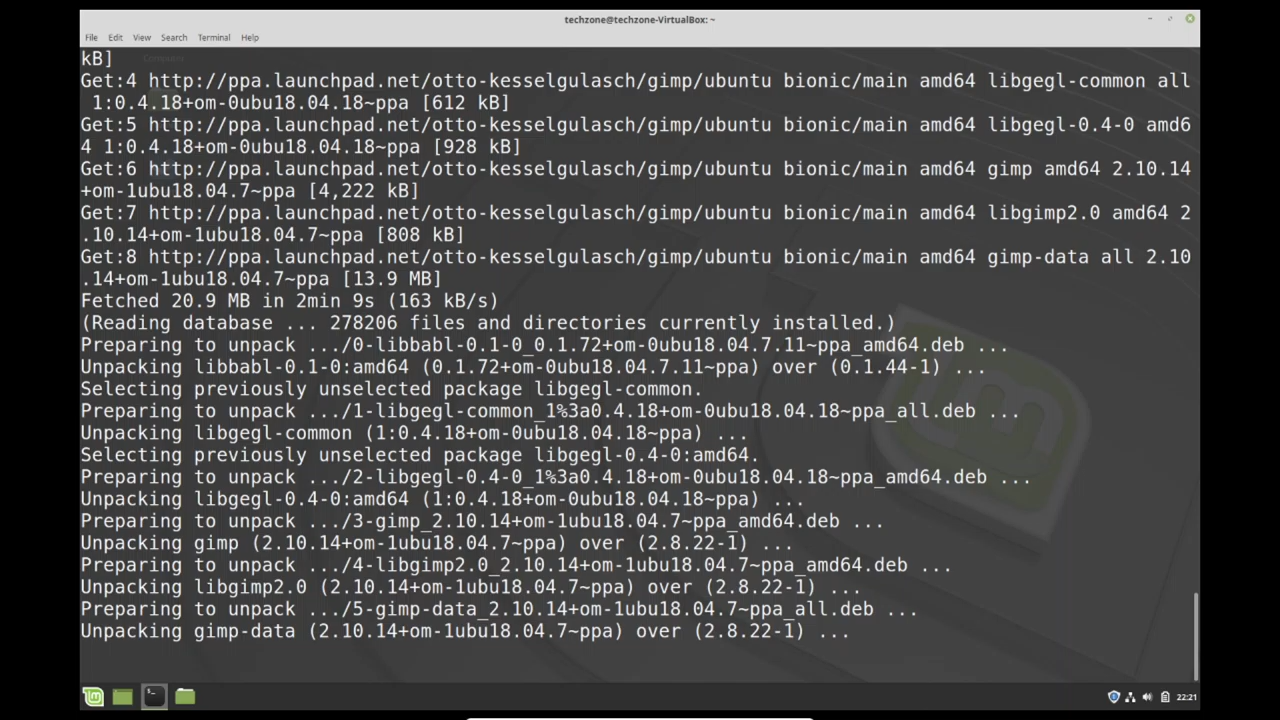 techzone@techzone-VirtualBox: ~
File Edit View Search Terminal Help
kB]
Get:4 http://ppa.launchpad.net/otto-kesselgulasch/gimp/ubuntu bionic/main amd64 libgegl-common all
 1:0.4.18+om-0ubu18.04.18~ppa [612 kB]
Get:5 http://ppa.launchpad.net/otto-kesselgulasch/gimp/ubuntu bionic/main amd64 libgegl-0.4-0 amd6
4 1:0.4.18+om-0ubu18.04.18~ppa [928 kB]
Get:6 http://ppa.launchpad.net/otto-kesselgulasch/gimp/ubuntu bionic/main amd64 gimp amd64 2.10.14
+om-1ubu18.04.7~ppa [4,222 kB]
Get:7 http://ppa.launchpad.net/otto-kesselgulasch/gimp/ubuntu bionic/main amd64 libgimp2.0 amd64 2
.10.14+om-1ubu18.04.7~ppa [808 kB]
Get:8 http://ppa.launchpad.net/otto-kesselgulasch/gimp/ubuntu bionic/main amd64 gimp-data all 2.10
.14+om-1ubu18.04.7~ppa [13.9 MB]
Fetched 20.9 MB in 2min 9s (163 kB/s)
(Reading database ... 278206 files and directories currently installed.)
Preparing to unpack .../0-libbabl-0.1-0_0.1.72+om-0ubu18.04.7.11~ppa_amd64.deb ...
Unpacking libbabl-0.1-0:amd64 (0.1.72+om-0ubu18.04.7.11~ppa) over (0.1.44-1) ...
Selecting previously unselected package libgegl-common.
Preparing to unpack .../1-libgegl-common_1%3a0.4.18+om-0ubu18.04.18~ppa_all.deb ...
Unpacking libgegl-common (1:0.4.18+om-0ubu18.04.18~ppa) ...
Selecting previously unselected package libgegl-0.4-0:amd64.
Preparing to unpack .../2-libgegl-0.4-0_1%3a0.4.18+om-0ubu18.04.18~ppa_amd64.deb ...
Unpacking libgegl-0.4-0:amd64 (1:0.4.18+om-0ubu18.04.18~ppa) ...
Preparing to unpack .../3-gimp_2.10.14+om-1ubu18.04.7~ppa_amd64.deb ...
Unpacking gimp (2.10.14+om-1ubu18.04.7~ppa) over (2.8.22-1) ...
Preparing to unpack .../4-libgimp2.0_2.10.14+om-1ubu18.04.7~ppa_amd64.deb ...
Unpacking libgimp2.0 (2.10.14+om-1ubu18.04.7~ppa) over (2.8.22-1) ...
Preparing to unpack .../5-gimp-data_2.10.14+om-1ubu18.04.7~ppa_all.deb ...
Unpacking gimp-data (2.10.14+om-1ubu18.04.7~ppa) over (2.8.22-1) ...
22:21